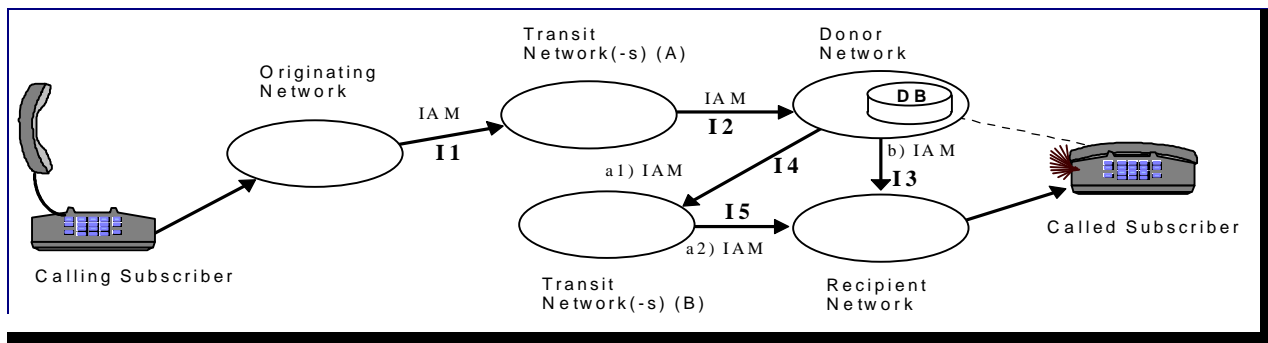 Transit
Network(-s) (A)
Donor
Network
Originating
Network
DB
IAM
I1
IAM
I2
a1) IAM
I4
b) IAM
I3
I5
a2) IAM
Calling Subscriber
Called Subscriber
Transit
Network(-s) (B)
Recipient
Network